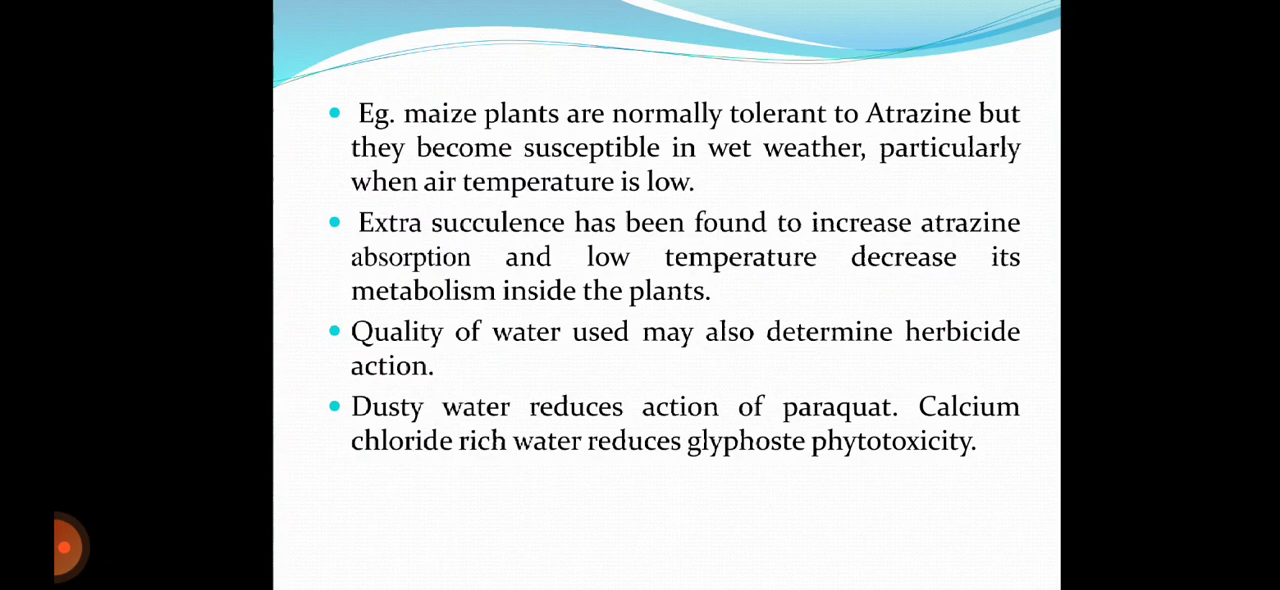 Eg. maize plants are normally tolerant to Atrazine but
they become susceptible in wet weather, particularly
when air temperature is low.
Extra succulence has been found to increase atrazine
absorption and low temperature decrease its
metabolism inside the plants.
Quality of water used may also determine herbicide
action.
Dusty water reduces action of paraquat. Calcium
chloride rich water reduces glyphoste phytotoxicity.